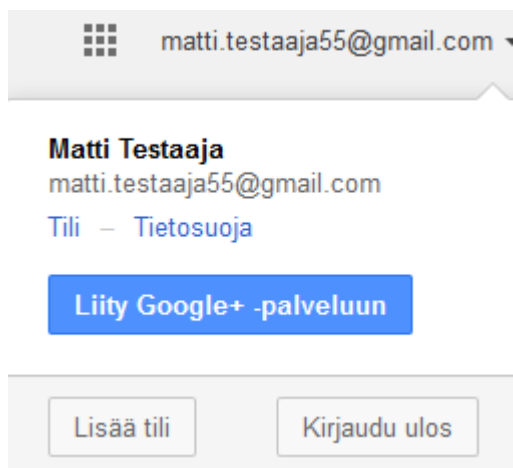 matti.testaaja55@gmail.com
Matti Testaaja
matti.testaaja55@gmail.com
Tili – Tietosuoja
Liity Google+ -palveluun
Lisää tili Kirjaudu ulos